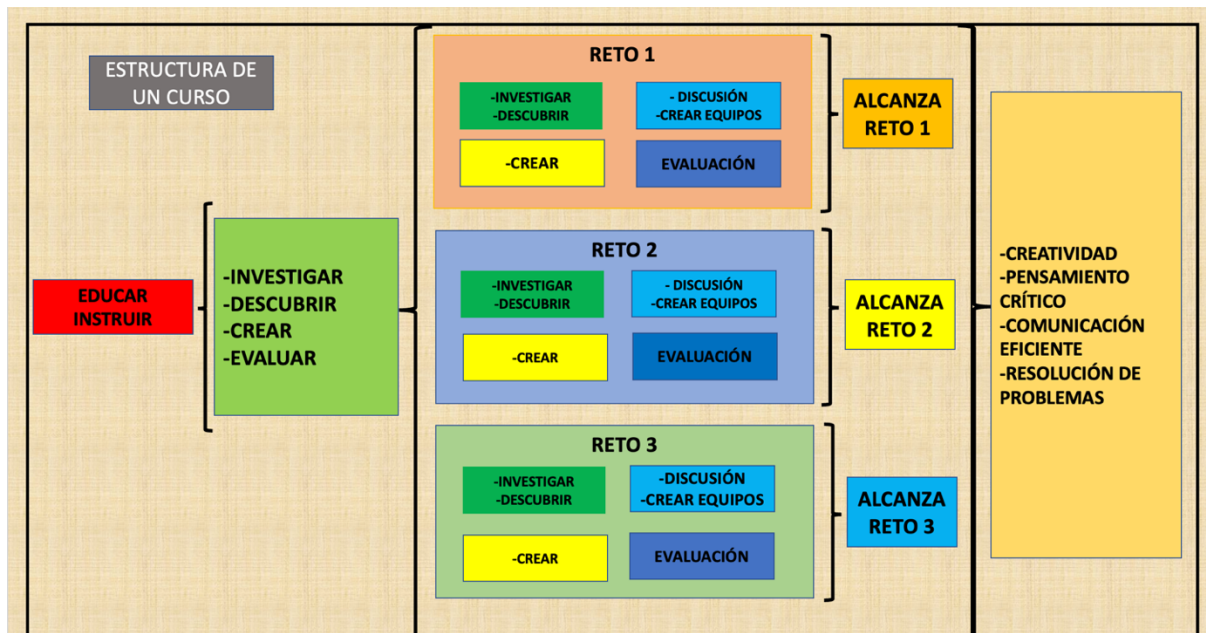 ESTRUCTURA DE
UN CURSO
EDUCAR
INSTRUIR
-INVESTIGAR
-DESCUBRIR
-CREAR
-EVALUAR
RETO 1
-INVESTIGAR
-DESCUBRIR
- DISCUSIÓN
-CREAR EQUIPOS
-CREAR
EVALUACIÓN
ALCANZA
RETO 1
RETO 2
-INVESTIGAR
-DESCUBRIR
- DISCUSIÓN
-CREAR EQUIPOS
-CREAR
EVALUACIÓN
ALCANZA
RETO 2
RETO 3
-INVESTIGAR
-DESCUBRIR
-DISCUSIÓN
-CREAR EQUIPOS
-CREAR
EVALUACIÓN
ALCANZA
RETO 3
-CREATIVIDAD
-PENSAMIENTO
CRÍTICO
-COMUNICACIÓN
EFICIENTE
-RESOLUCIÓN DE
PROBLEMAS